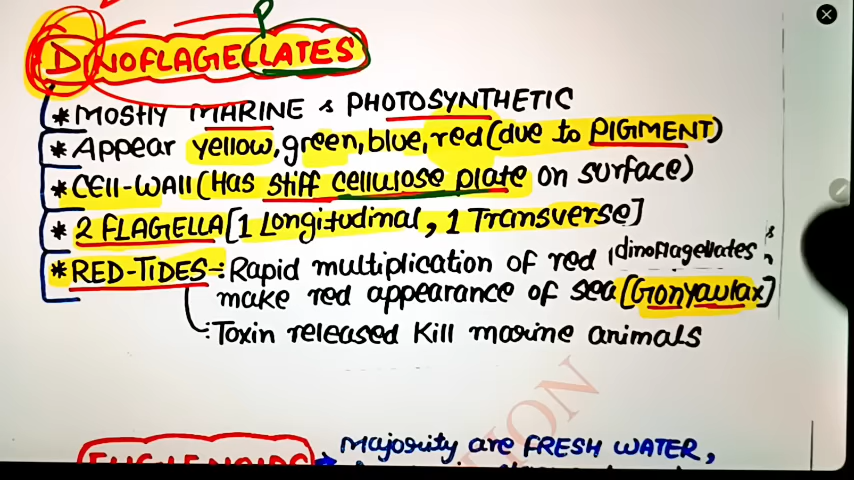 P
DINOFLAGELLATES
* MOSTLY MARINE & PHOTOSYNTHETIC
* Appear yellow, green, blue, red (due to PIGMENT)
* CELL-WALL (Has stiff cellulose plate on surface)
* 2 FLAGELLA [1 Longitudinal, 1 Transverse]
* RED-TIDES -: Rapid multiplication of red dinoflagellates
make red appearance of sea [Gonyaulax]
: Toxin released Kill marine animals
Majority are FRESH WATER,